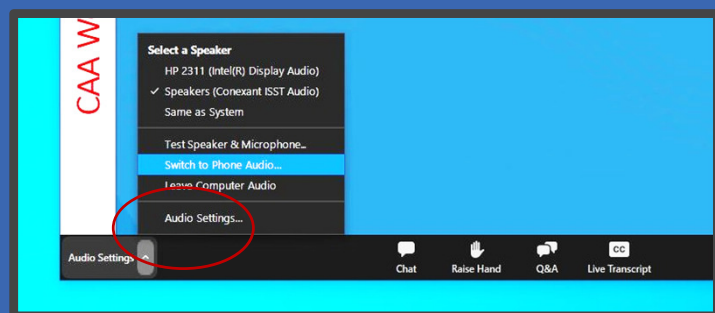 CAA W
Select a Speaker
HP 2311 (Intel(R) Display Audio)
✓ Speakers (Conexant ISST Audio)
Same as System
Test Speaker & Microphone...
Switch to Phone Audio...
Leave Computer Audio
Audio Settings...
Audio Settings
Chat
Raise Hand
Q&A
CC
Live Transcript